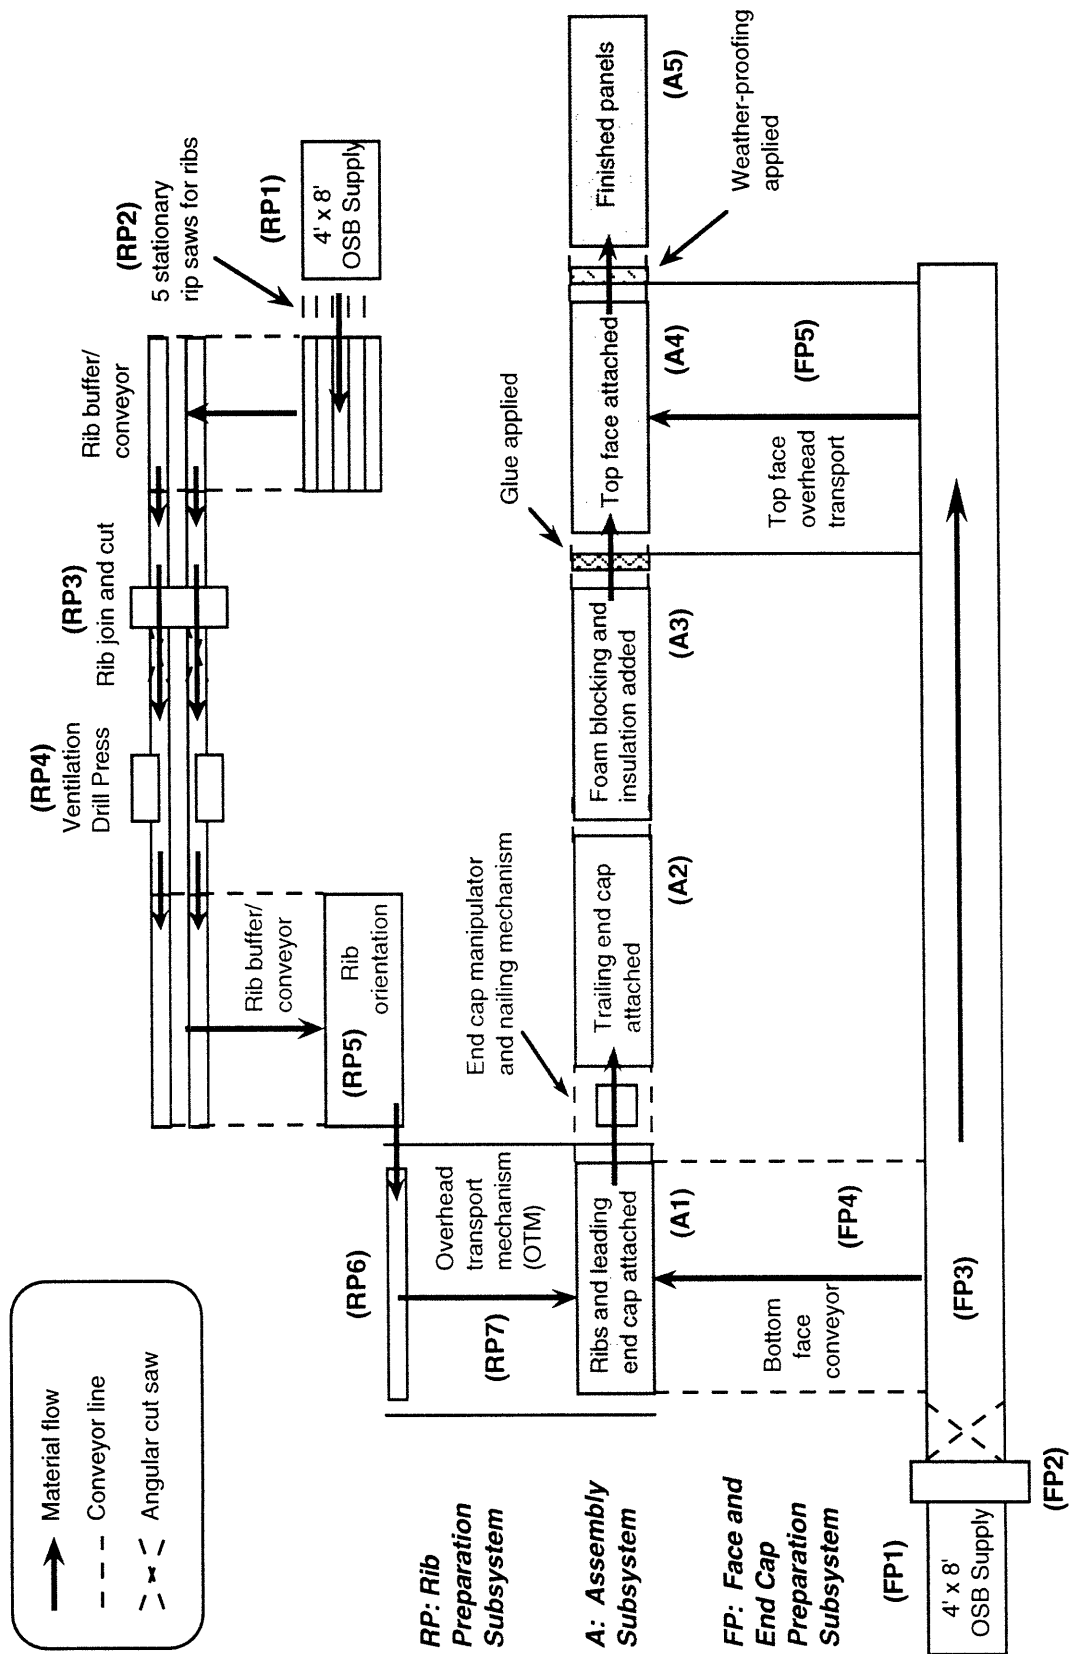 Material flow
Conveyor line
Angular cut saw
(RP4)
Ventilation
Drill Press
(RP3)
Rib join and cut
Rib buffer/
conveyor
(RP2)
5 stationary
rip saws for ribs
(RP1)
4' x 8'
OSB Supply
Rib buffer/
conveyor
(RP5)
Rib
orientation
(RP6)
Overhead
transport
mechanism
(OTM)
(RP7)
RP: Rib
Preparation
Subsystem
End cap manipulator
and nailing mechanism
Glue applied
Weather-proofing
applied
A: Assembly
Subsystem
Ribs and leading
end cap attached
(A1)
Trailing end cap
attached
(A2)
Foam blocking and
insulation added
(A3)
Top face attached
(A4)
Finished panels
(A5)
FP: Face and
End Cap
Preparation
Subsystem
Bottom
face
conveyor
(FP4)
Top face
overhead
transport
(FP5)
(FP1)
4' x 8'
OSB Supply
(FP2)
(FP3)